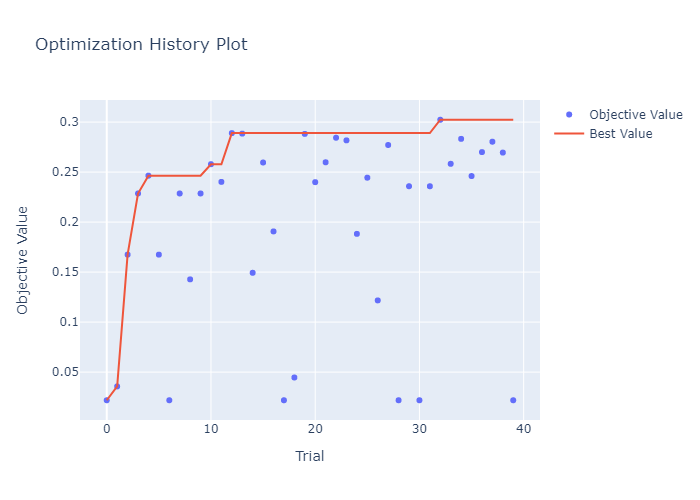 Optimization History Plot
Objective Value
Best Value
0.3
0.25
0.2
0.15
0.1
0.05
Objective Value
0
10
20
30
40
Trial